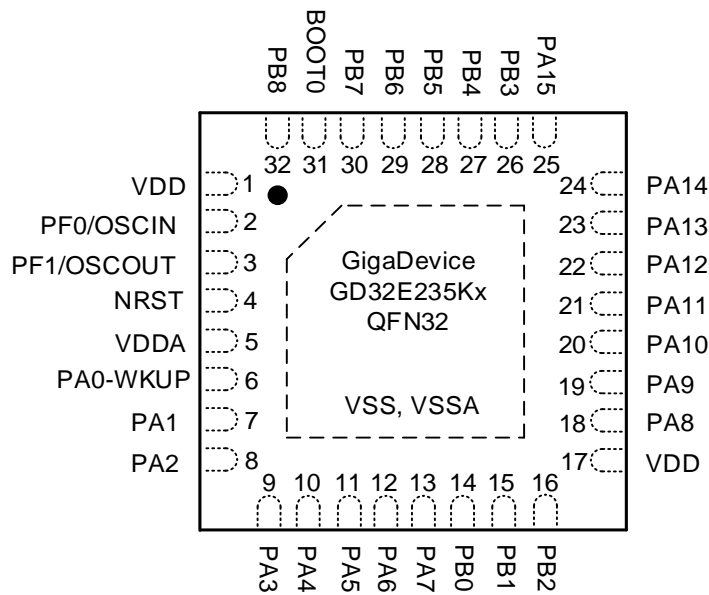 PB8
BOOT0
PB7
PB6
PB5
PB4
PB3
PA15
32 31 30 29 28 27 26 25
VDD 1
PF0/OSCIN 2
PF1/OSCOUT 3
NRST 4
VDDA 5
PA0-WKUP 6
PA1 7
PA2 8
GigaDevice
GD32E235Kx
QFN32
VSS, VSSA
24 PA14
23 PA13
22 PA12
21 PA11
20 PA10
19 PA9
18 PA8
17 VDD
9 10 11 12 13 14 15 16
PA3
PA4
PA5
PA6
PA7
PB0
PB1
PB2